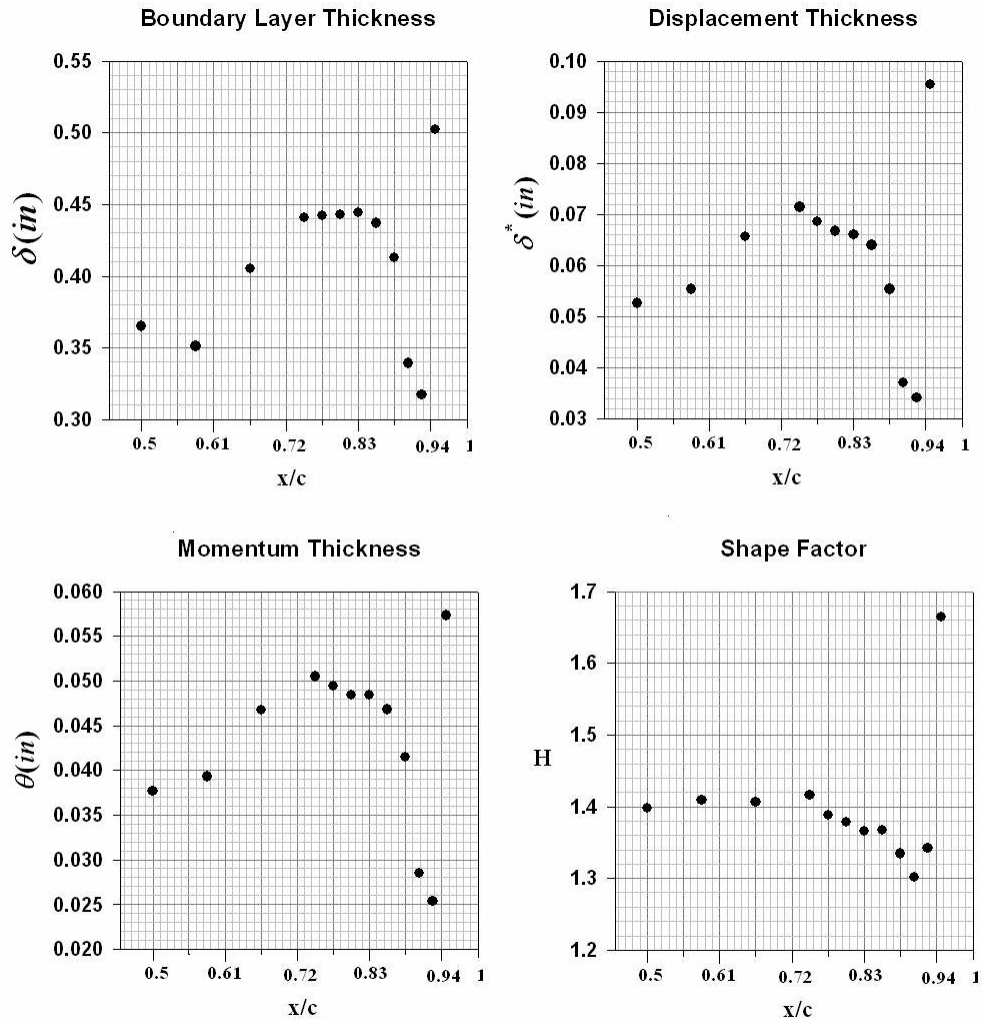 Boundary Layer Thickness
0.55
0.50
0.45
0.40
0.35
0.30
δ(in)
0.5 0.61 0.72 0.83 0.94 1
x/c
Displacement Thickness
0.10
0.09
0.08
0.07
0.06
0.05
0.04
0.03
δ* (in)
0.5 0.61 0.72 0.83 0.94 1
x/c
Momentum Thickness
0.060
0.055
0.050
0.045
0.040
0.035
0.030
0.025
0.020
θ(in)
0.5 0.61 0.72 0.83 0.94 1
x/c
Shape Factor
1.7
1.6
1.5
1.4
1.3
1.2
H
0.5 0.61 0.72 0.83 0.94 1
x/c